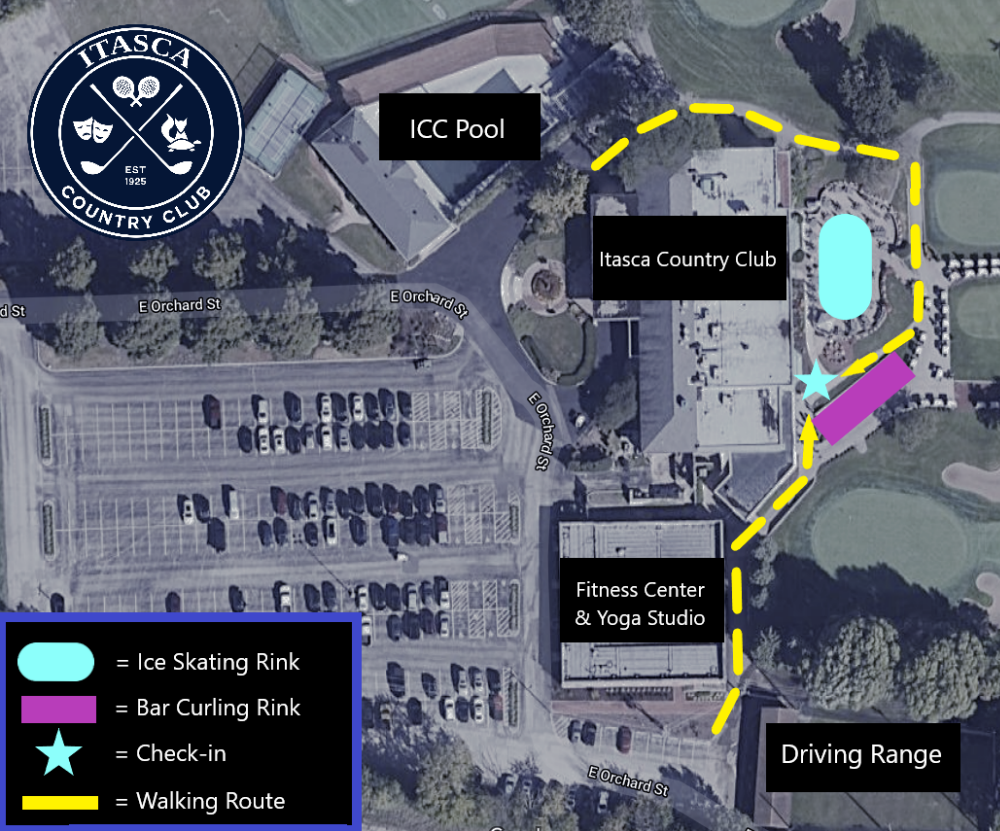 ITASCA
EST
1925
COUNTRY CLUB
ICC Pool
Itasca Country Club
d St
E Orchard St
E Orchard St
E Orchard St
Fitness Center
& Yoga Studio
Driving Range
E Orchard St
= Ice Skating Rink
= Bar Curling Rink
= Check-in
= Walking Route